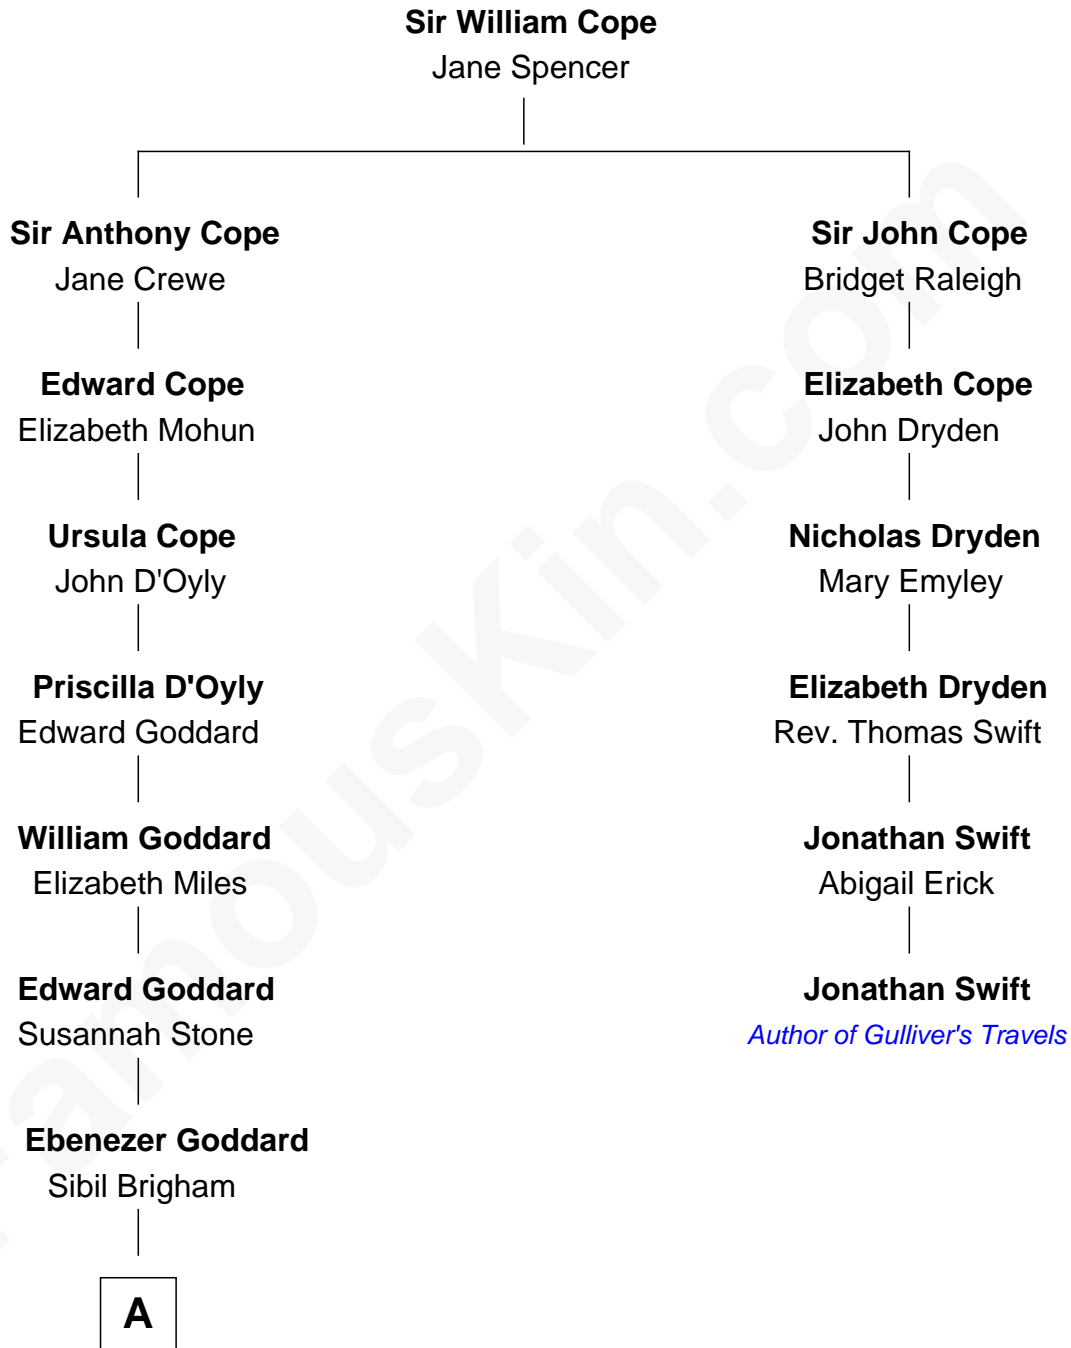 Sir William Cope
Jane Spencer
Sir Anthony Cope
Jane Crewe
Sir John Cope
Bridget Raleigh
Edward Cope
Elizabeth Mohun
Elizabeth Cope
John Dryden
Ursula Cope
John D'Oyly
Nicholas Dryden
Mary Emyley
Priscilla D'Oyly
Edward Goddard
Elizabeth Dryden
Rev. Thomas Swift
William Goddard
Elizabeth Miles
Jonathan Swift
Abigail Erick
Edward Goddard
Susannah Stone
Jonathan Swift
Author of Gulliver's Travels
Ebenezer Goddard
Sibil Brigham
A
FamousKin.com